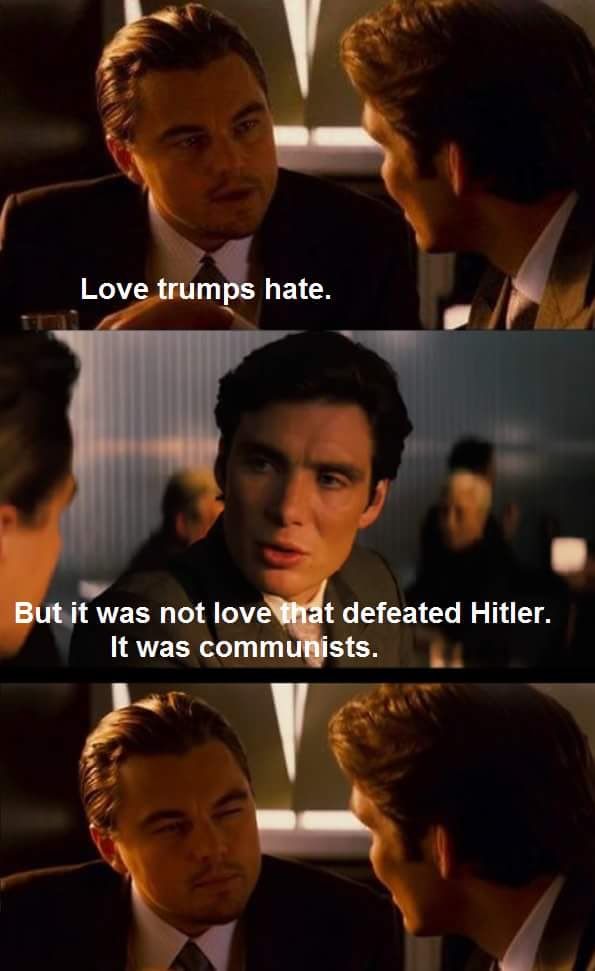 Love trumps hate.
But it was not love that defeated Hitler.
It was communists.